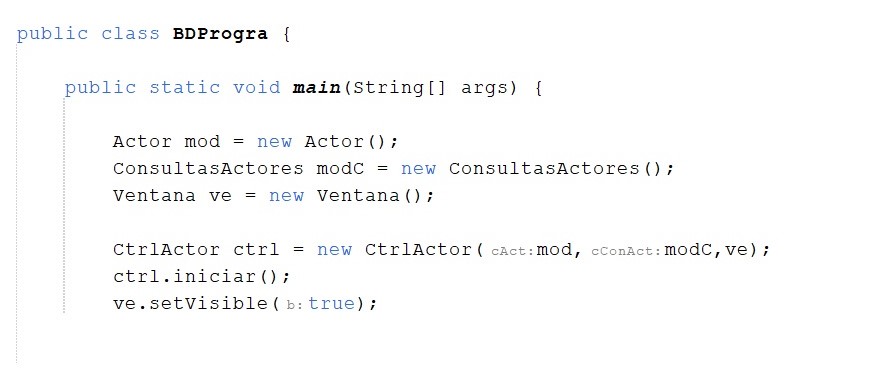 public class BDProgra {
public static void main(String[] args) {
Actor mod = new Actor();
ConsultasActores modC = new ConsultasActores();
Ventana ve = new Ventana();
CtrlActor ctrl = new CtrlActor( cAct: mod, cConAct: modC,ve);
ctrl.iniciar();
ve.setVisible( b: true);